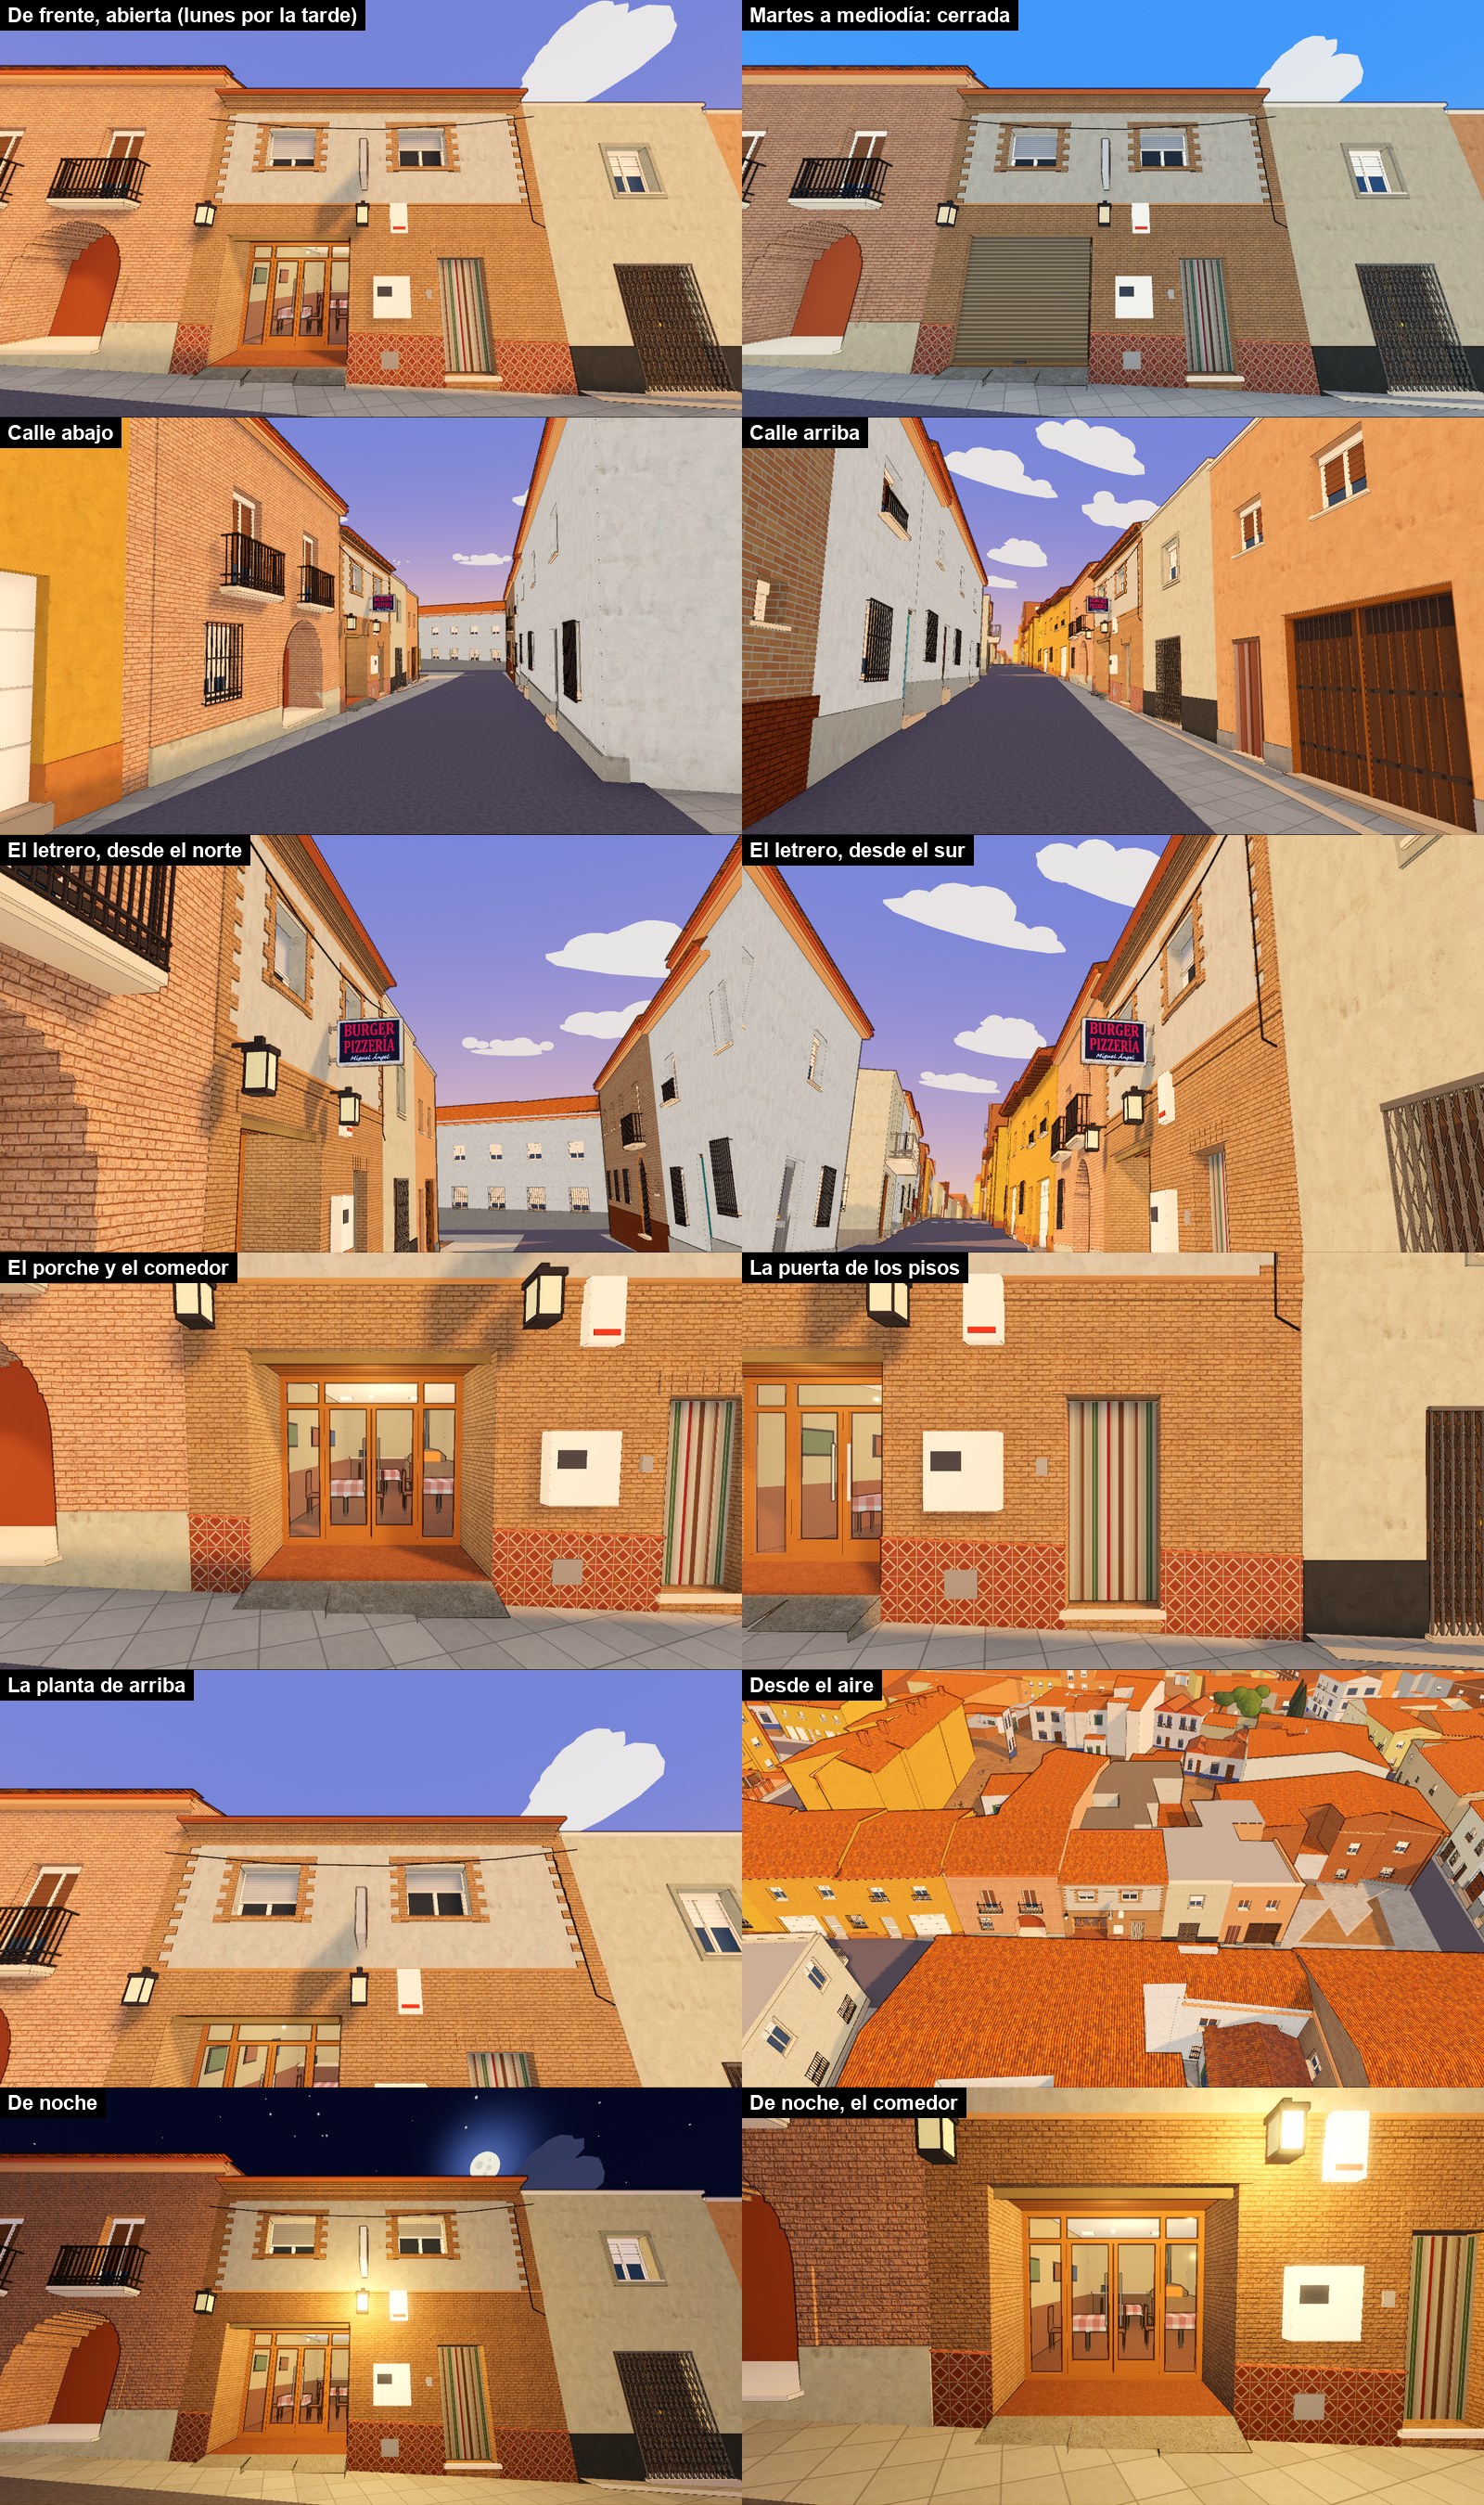 De frente, abierta (lunes por la tarde)
Martes a mediodía: cerrada
Calle abajo
Calle arriba
BURGER
PIZZERÍA
El letrero, desde el norte
El letrero, desde el sur
BURGER
PIZZERÍA
Miguel Ángel
BURGER
PIZZERÍA
Miguel Ángel
El porche y el comedor
La puerta de los pisos
La planta de arriba
Desde el aire
De noche
De noche, el comedor